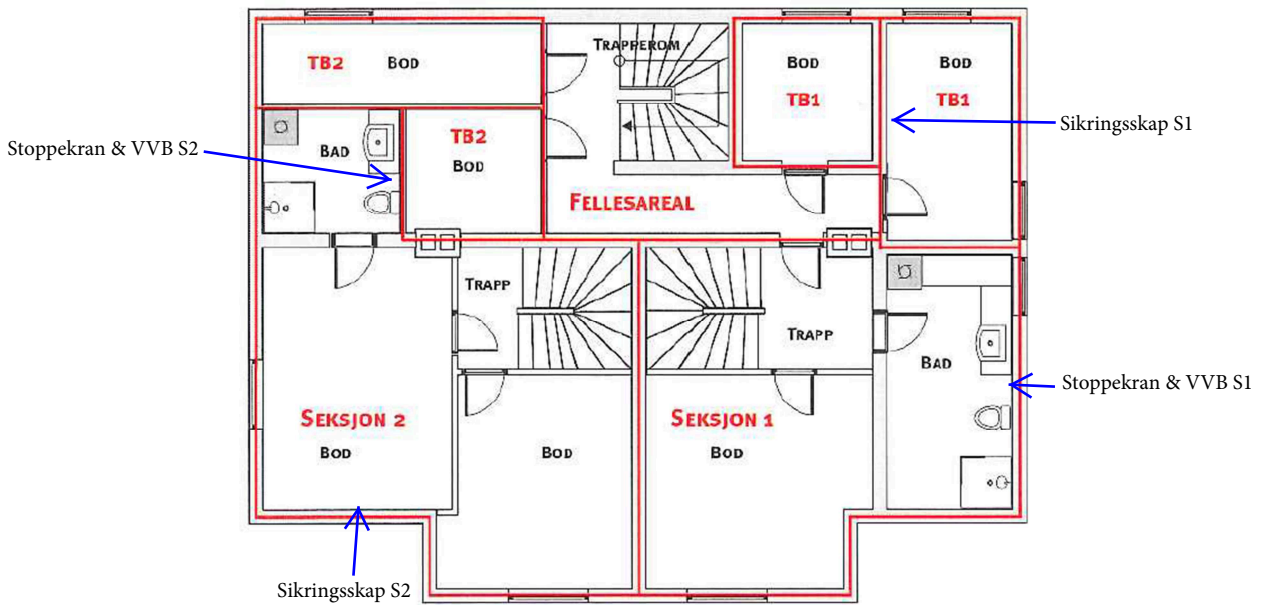 TRAPPEROM
TB2 BOD
BOD
TB1
BOD
TB1
Sikringsskap S1
Stoppekran & VVB S2
BAD
TB2
BOD
FELLESAREAL
TRAPP
TRAPP
BAD
Stoppekran & VVB S1
SEKSJON 2
BOD
BOD
SEKSJON 1
BOD
Sikringsskap S2